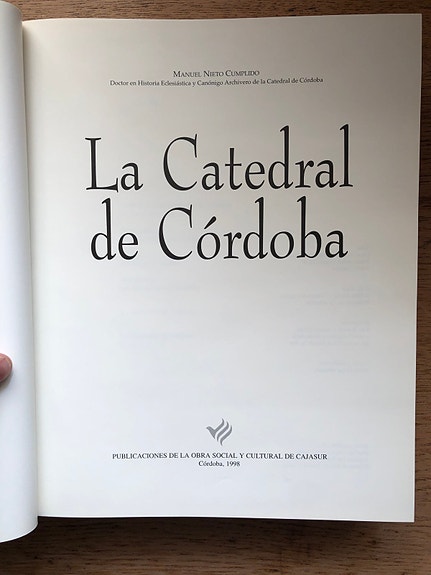 MANUEL NIETO CUMPLIDO
Doctor en Historia Eclesiástica y Canónigo Archivero de la Catedral de Córdoba
La Catedral
de Córdoba
PUBLICACIONES DE LA OBRA SOCIAL Y CULTURAL DE CAJASUR
Córdoba, 1998